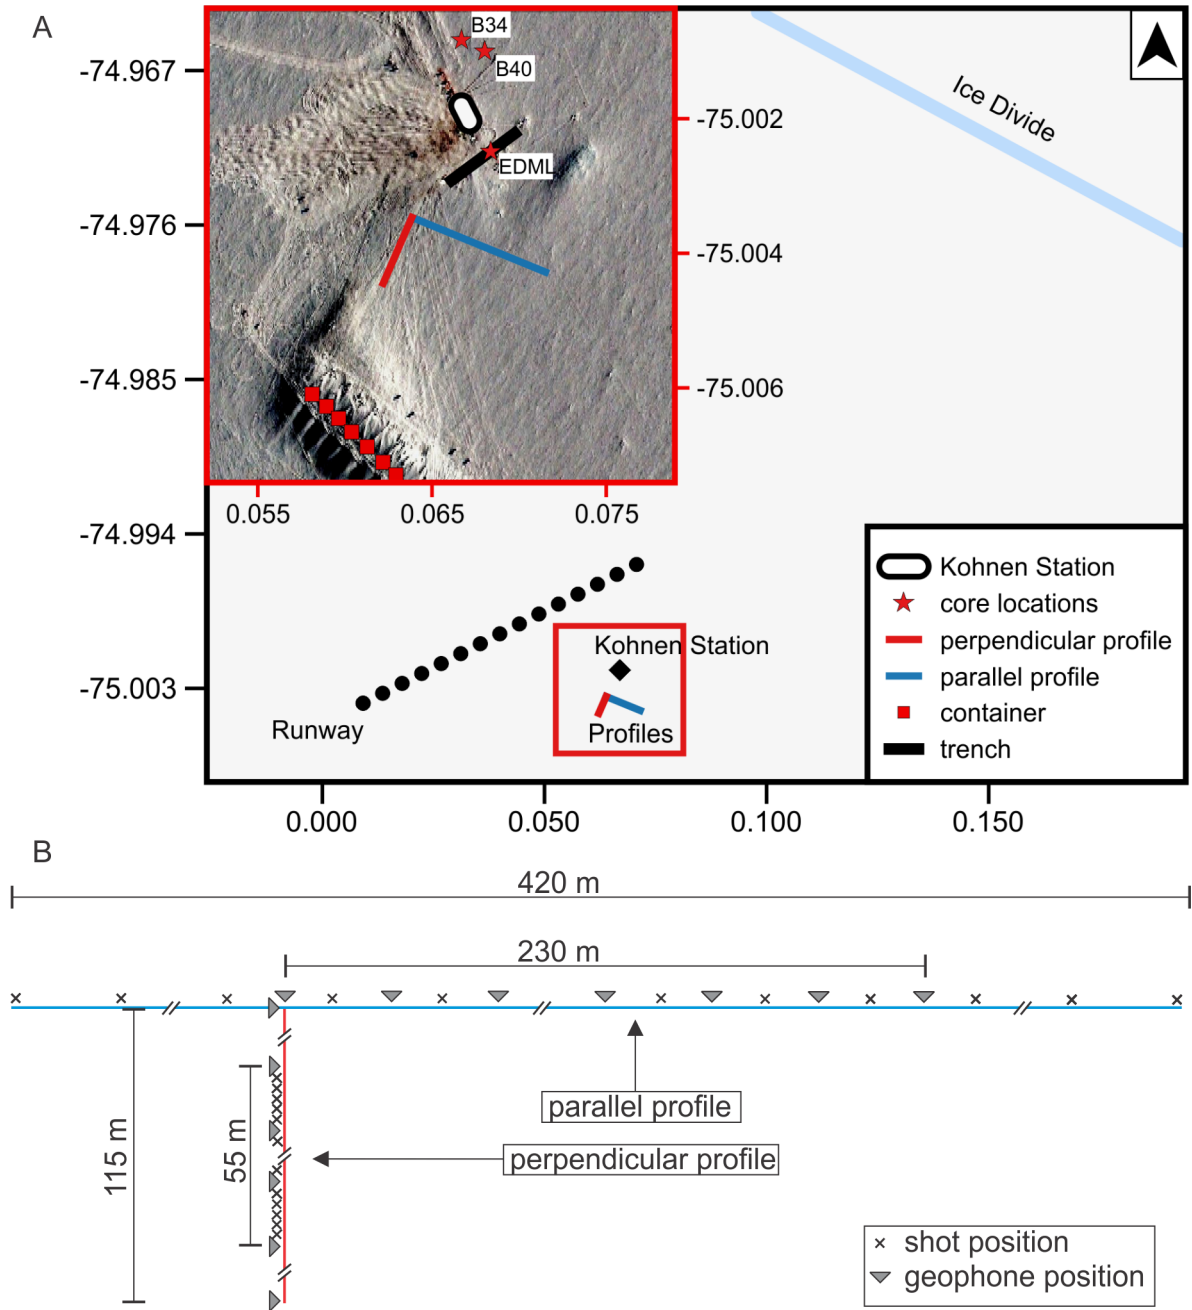 A
B34
B40
EDML
-74.967
-74.976
-74.985
-74.994
-75.003
-75.002
-75.004
-75.006
0.055
0.065
0.075
Ice Divide
Kohnen Station
Profiles
Runway
Kohnen Station
core locations
perpendicular profile
parallel profile
container
trench
0.000
0.050
0.100
0.150
B
420 m
230 m
115 m
55 m
parallel profile
perpendicular profile
shot position
geophone position